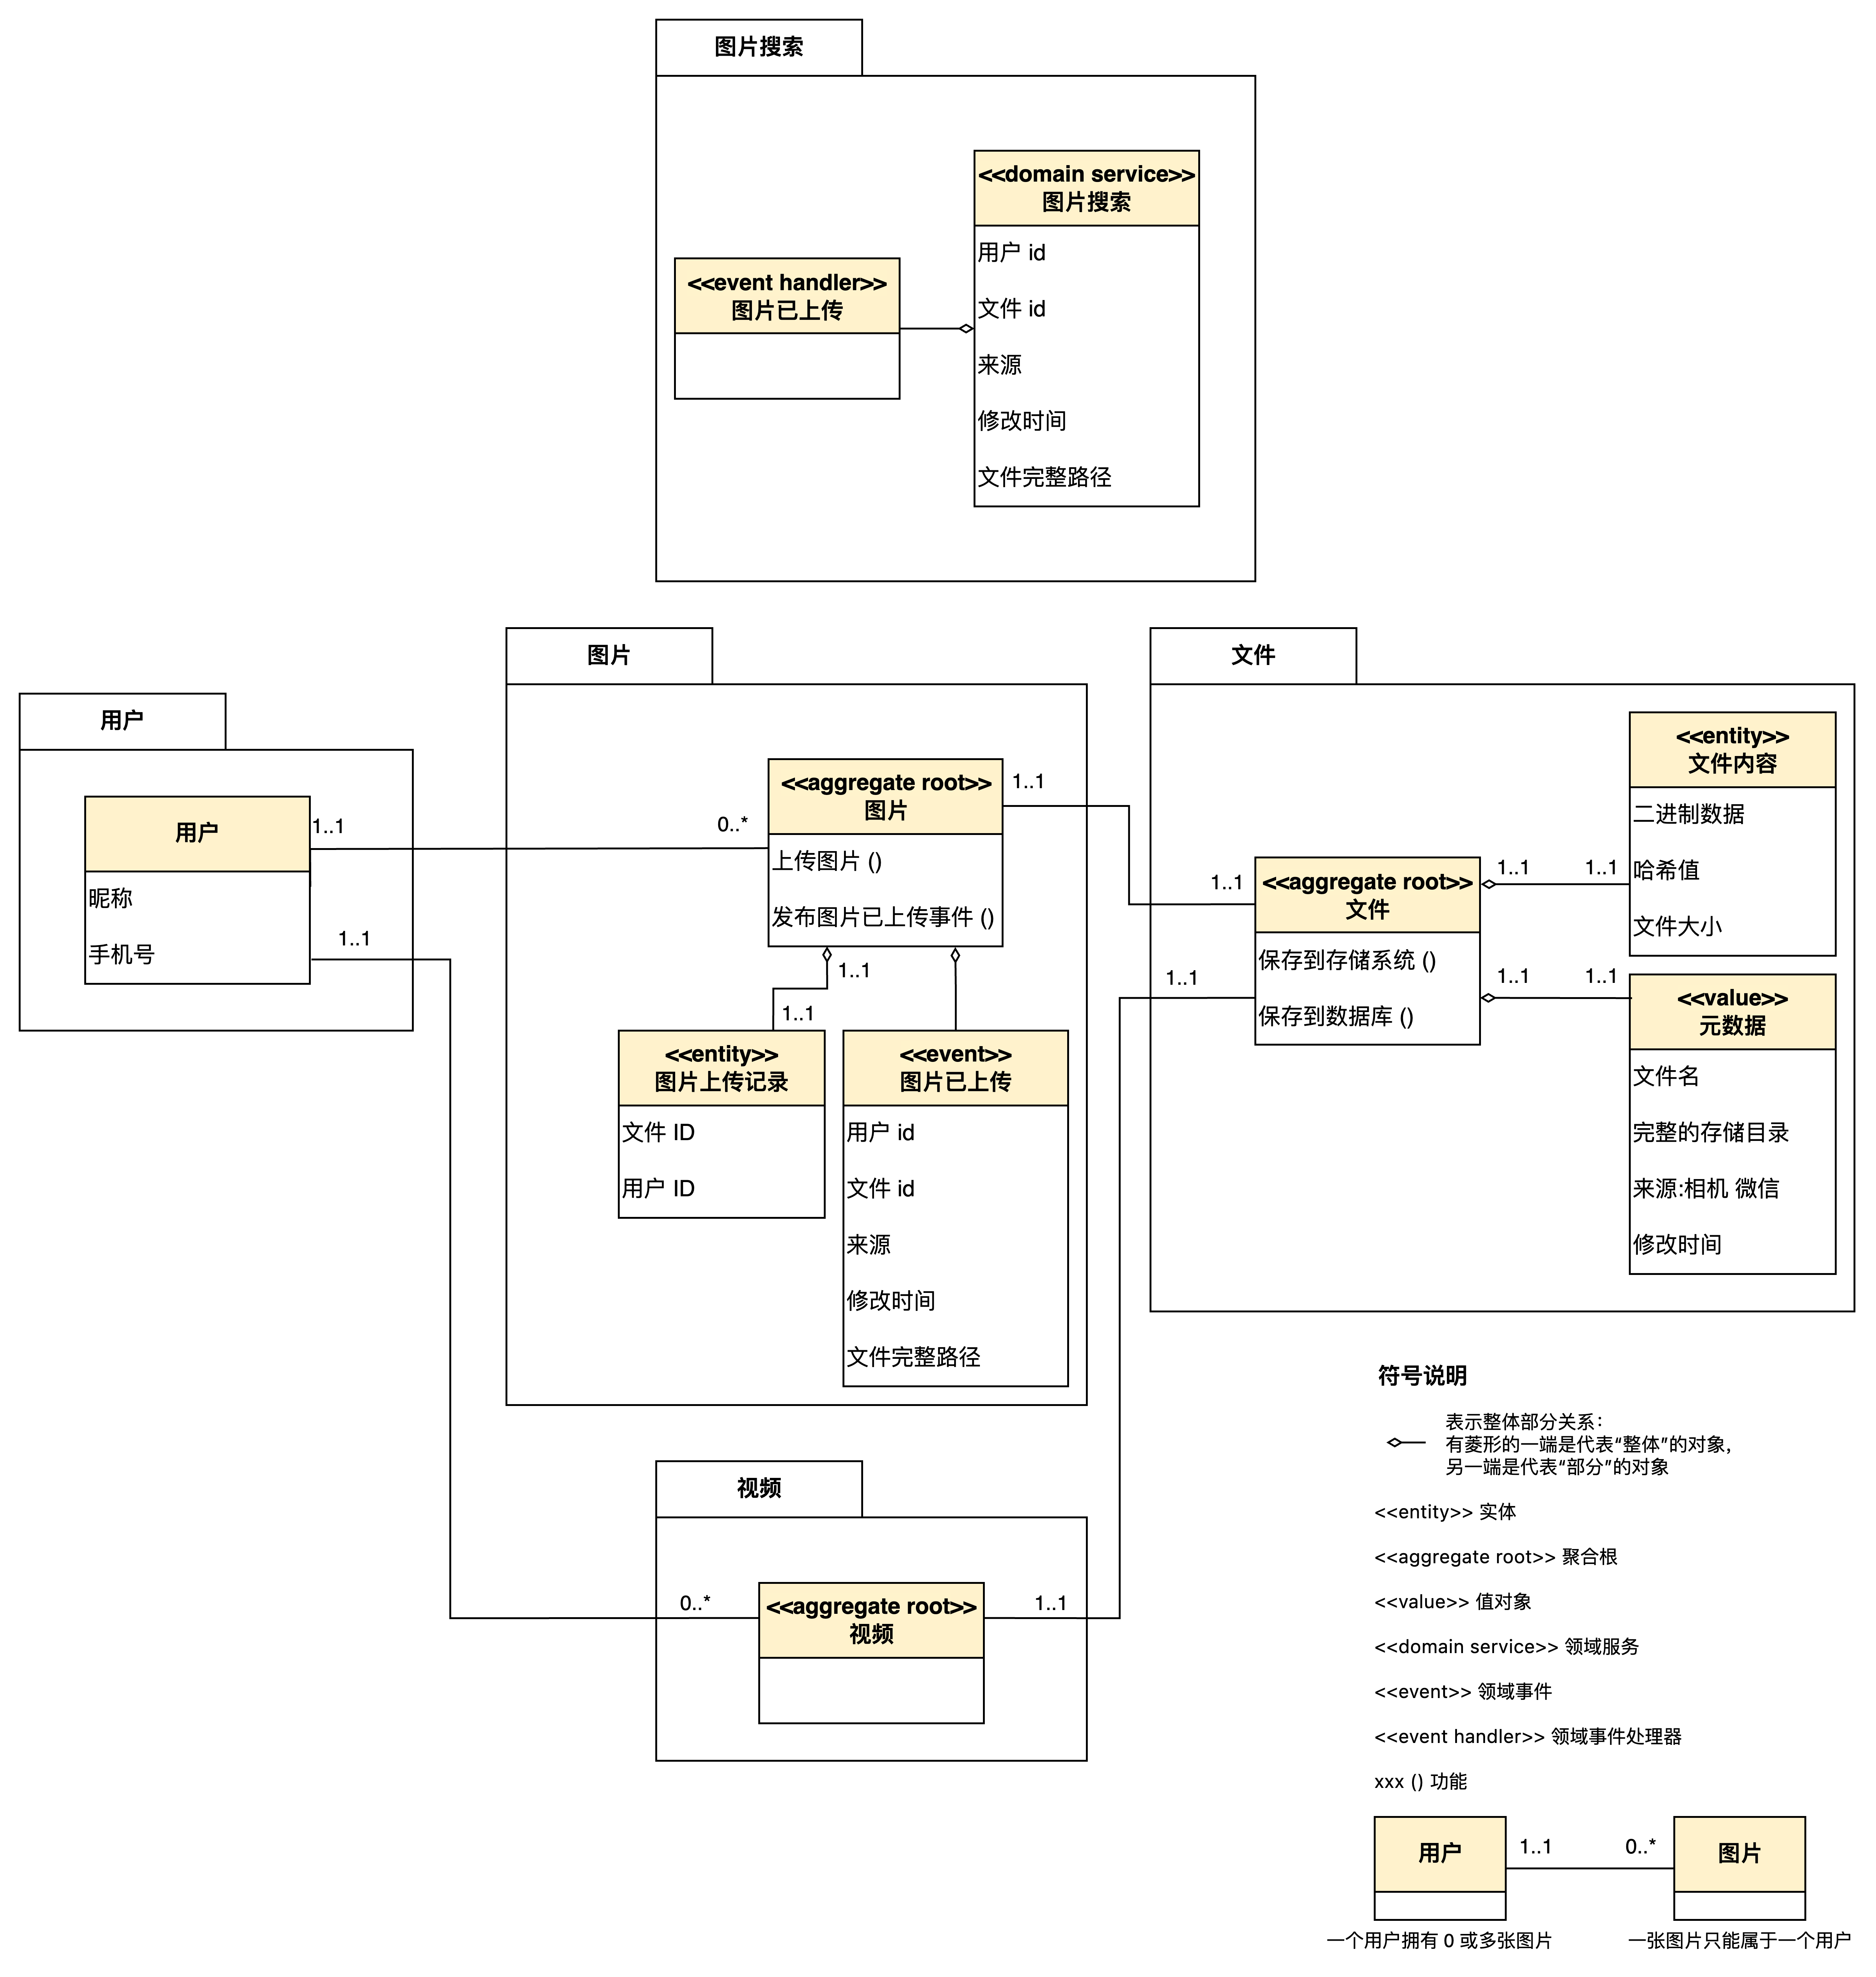 图片搜索
<<domain service>>
图片搜索
用户 id
文件 id
来源
修改时间
文件完整路径
<<event handler>>
图片已上传
用户
用户
昵称
手机号
1..1
1..1
图片
0..*
<<aggregate root>>
图片
上传图片 ()
发布图片已上传事件 ()
1..1
1..1
1..1
<<entity>>
图片上传记录
文件 ID
用户 ID
<<event>>
图片已上传
用户 id
文件 id
来源
修改时间
文件完整路径
文件
1..1
1..1
<<aggregate root>>
文件
保存到存储系统 ()
保存到数据库 ()
1..1
1..1
1..1
1..1
<<entity>>
文件内容
二进制数据
哈希值
文件大小
<<value>>
元数据
文件名
完整的存储目录
来源:相机 微信
修改时间
视频
0..*
<<aggregate root>>
视频
1..1
符号说明
表示整体部分关系：
有菱形的一端是代表“整体”的对象，
另一端是代表“部分”的对象
<<entity>> 实体
<<aggregate root>> 聚合根
<<value>> 值对象
<<domain service>> 领域服务
<<event>> 领域事件
<<event handler>> 领域事件处理器
xxx () 功能
用户
1..1
0..*
图片
一个用户拥有 0 或多张图片
一张图片只能属于一个用户